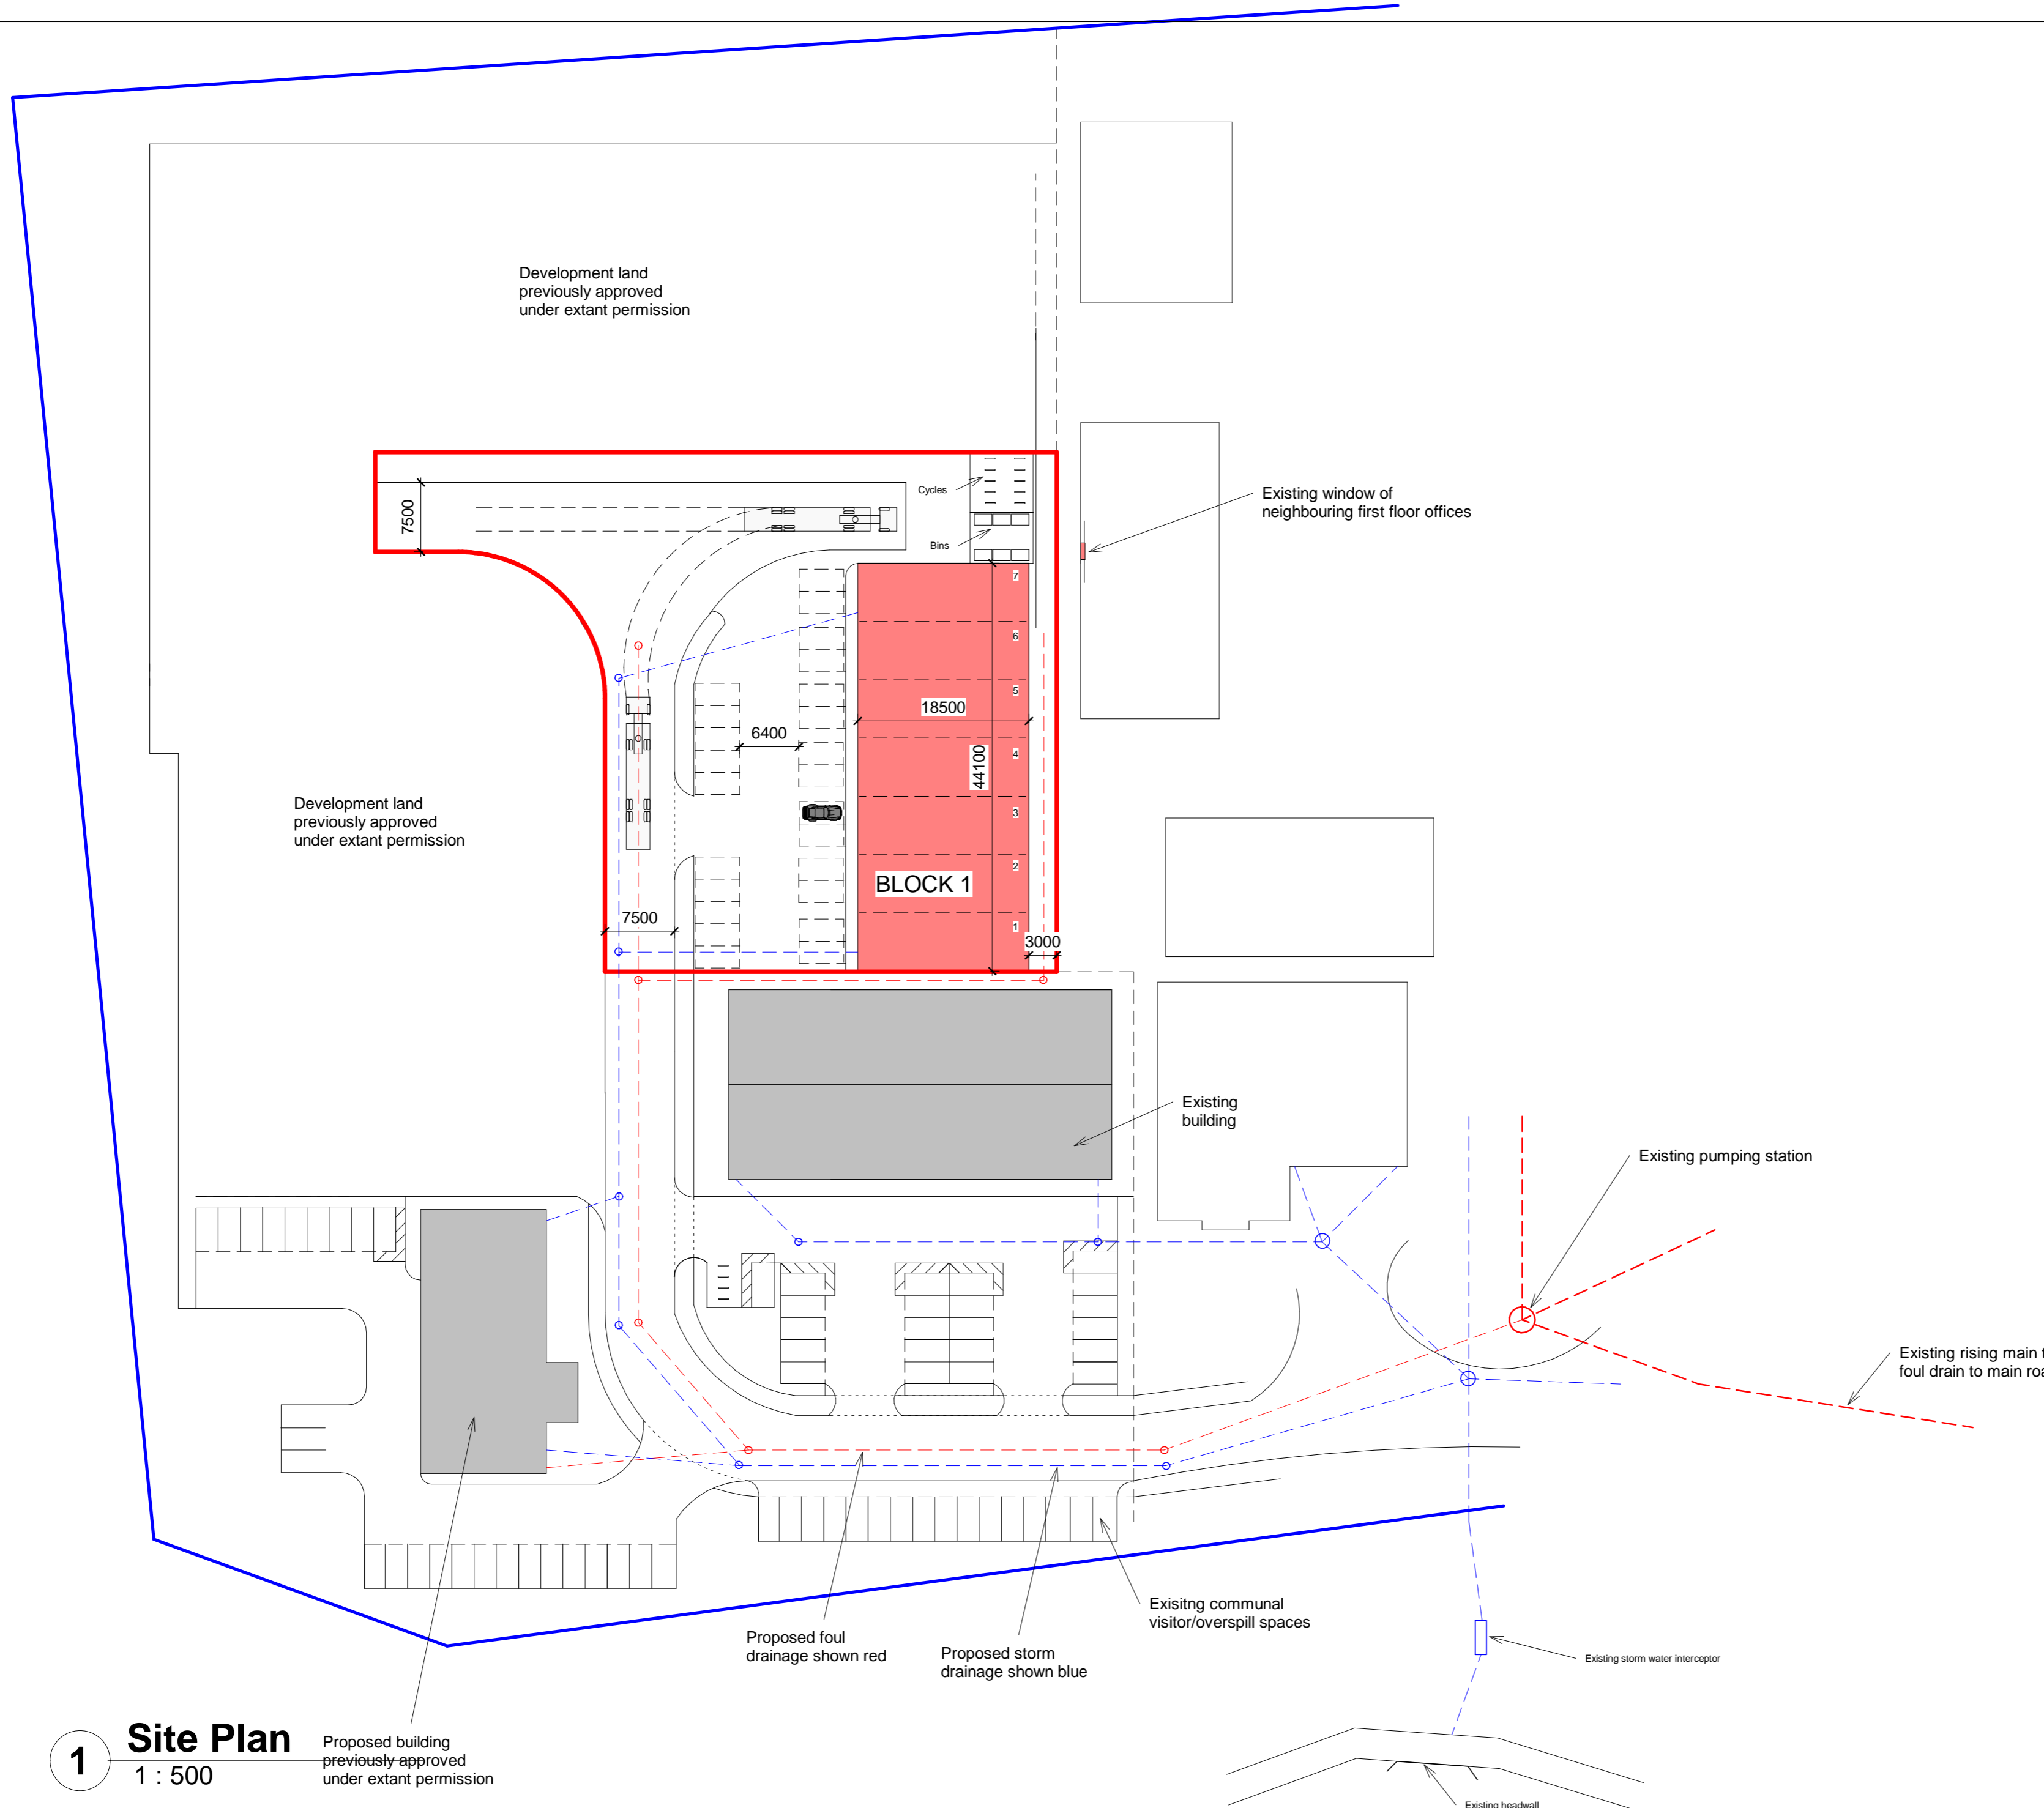 Development land
previously approved
under extant permission
Cycles
Existing window of
neighbouring first floor offices
7500
Bins
7
6
5
18500
6400
4
44100
Development land
previously approved
under extant permission
3
2
BLOCK 1
7500
1
3000
Existing
building
Existing pumping station
Existing rising main
foul drain to main
Exisitng communal
visitor/overspill spaces
Proposed foul
drainage shown red
Proposed storm
drainage shown blue
Existing storm water interceptor
1
Site Plan
1 : 500
Proposed building
previously approved
under extant permission
Existing headwall